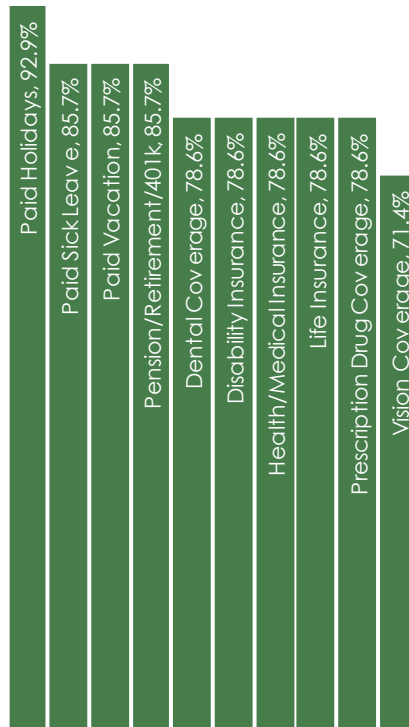 Paid Holidays, 92.9%
Paid Sick Leave, 85.7%
Paid Vacation, 85.7%
Pension/Retirement/401k, 85.7%
Dental Coverage, 78.6%
Disability Insurance, 78.6%
Health/Medical Insurance, 78.6%
Life Insurance, 78.6%
Prescription Drug Coverage, 78.6%
Vision Coverage, 71.4%